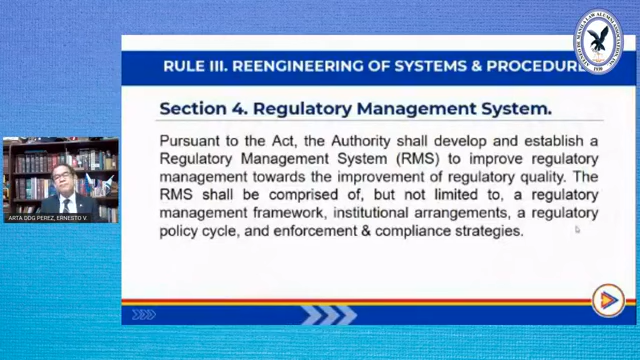 RULE III. REENGINEERING OF SYSTEMS & PROCEDUR
Section 4. Regulatory Management System.
Pursuant to the Act, the Authority shall develop and establish a
Regulatory Management System (RMS) to improve regulatory
management towards the improvement of regulatory quality. The
RMS shall be comprised of, but not limited to, a regulatory
management framework, institutional arrangements, a regulatory
policy cycle, and enforcement & compliance strategies.
ARTA DDG PEREZ, ERNESTO V.